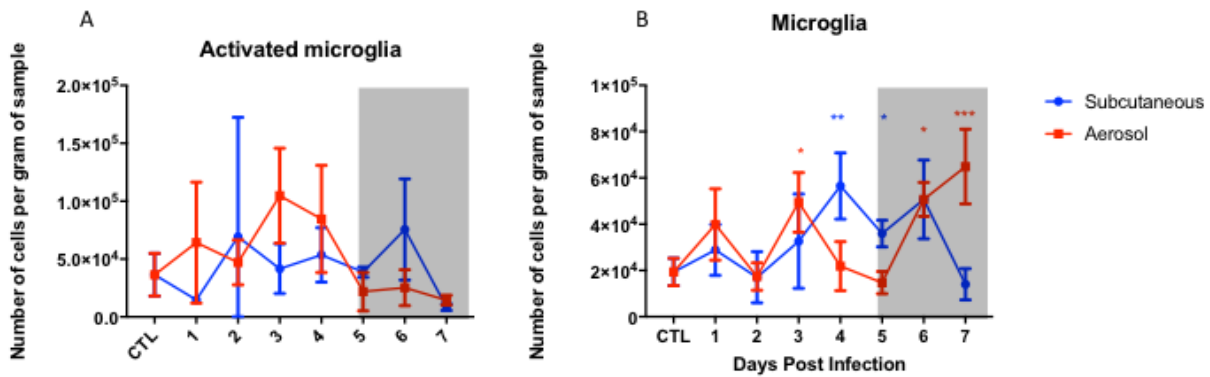 A
Activated microglia
Number of cells per gram of sample
2.0×10⁵
1.5×10⁵
1.0×10⁵
5.0×10⁴
0.0
CTL 1 2 3 4 5 6 7
B
Microglia
Number of cells per gram of sample
1×10⁵
8×10⁴
6×10⁴
4×10⁴
2×10⁴
0
** * * * ***
CTL 1 2 3 4 5 6 7
Days Post Infection
Subcutaneous
Aerosol